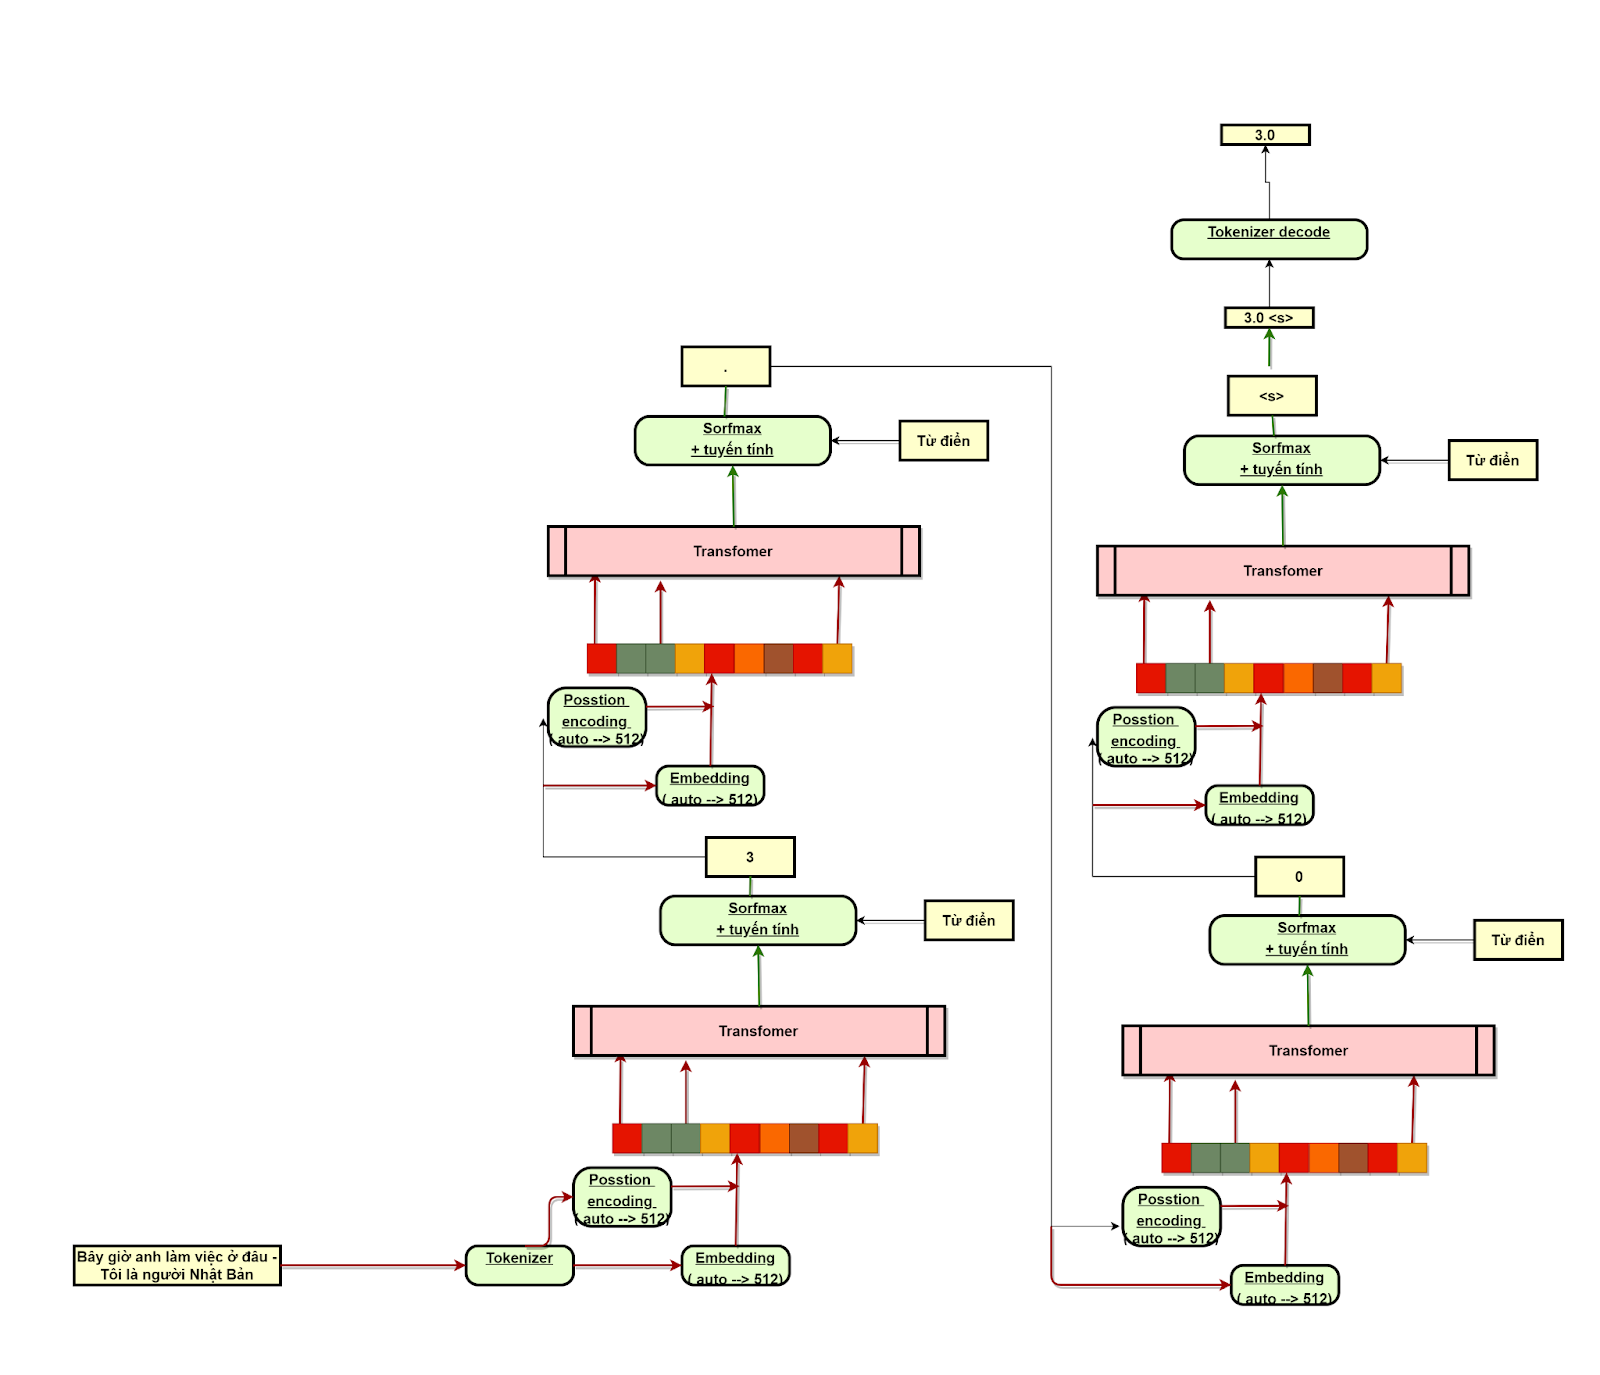 3.0
Tokenizer decode
3.0 <s>
<s>
Sorfmax
+ tuyến tính
Từ điển
Transfomer
Posstion
encoding
( auto --> 512)
Embedding
( auto --> 512)
0
Sorfmax
+ tuyến tính
Từ điển
Transfomer
Posstion
encoding
( auto --> 512)
Embedding
( auto --> 512)
.
Sorfmax
+ tuyến tính
Từ điển
Transfomer
Posstion
encoding
( auto --> 512)
Embedding
( auto --> 512)
3
Sorfmax
+ tuyến tính
Từ điển
Transfomer
Posstion
encoding
( auto --> 512)
Bây giờ anh làm việc ở đâu -
Tôi là người Nhật Bản
Tokenizer
Embedding
( auto --> 512)